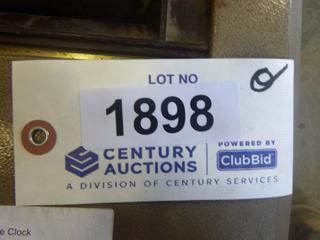 LOT NO
1898
CENTURY AUCTIONS
POWERED BY
ClubBid
A DIVISION OF CENTURY SERVICES
e Clock